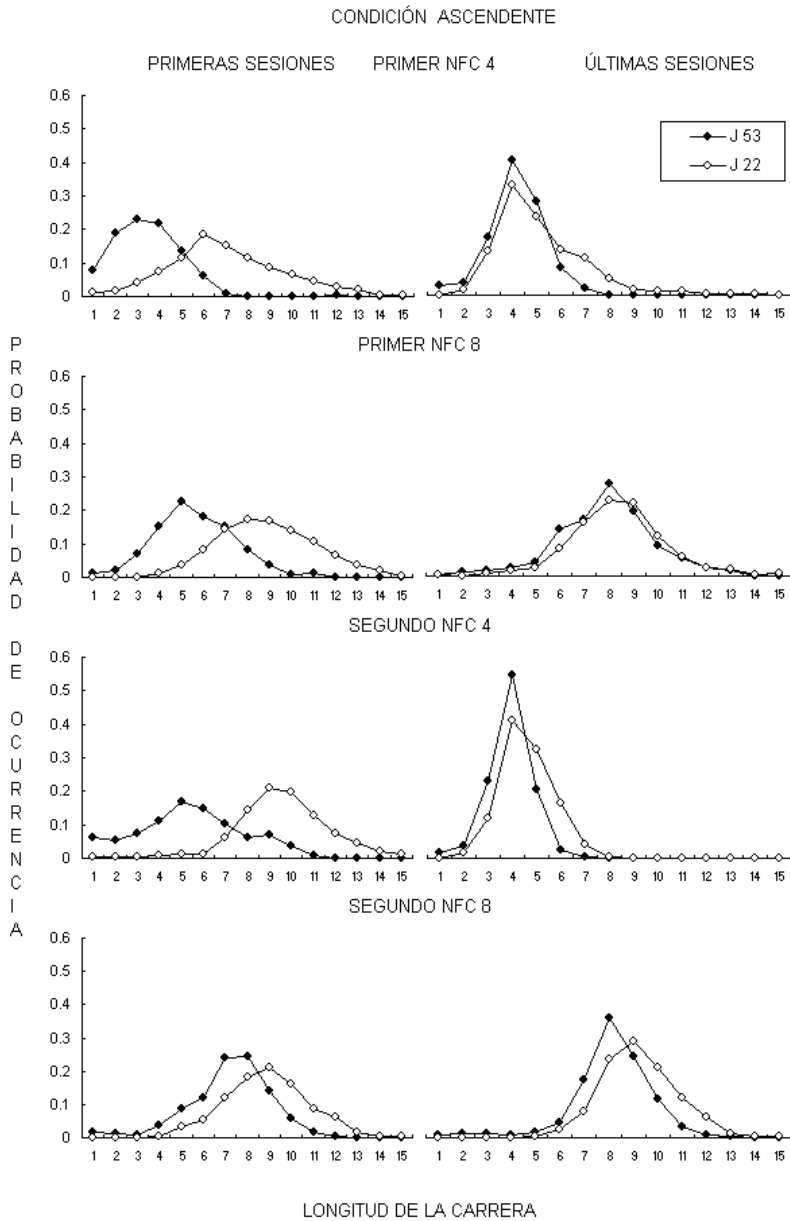 CONDICIÓN ASCENDENTE
PRIMERAS SESIONES PRIMER NFC 4 ÚLTIMAS SESIONES
0.6
0.5
0.4
0.3
0.2
0.1
0
J 53
J 22
1 2 3 4 5 6 7 8 9 10 11 12 13 14 15
1 2 3 4 5 6 7 8 9 10 11 12 13 14 15
PRIMER NFC 8
0.6
0.5
0.4
0.3
0.2
0.1
0
1 2 3 4 5 6 7 8 9 10 11 12 13 14 15
1 2 3 4 5 6 7 8 9 10 11 12 13 14 15
SEGUNDO NFC 4
0.6
0.5
0.4
0.3
0.2
0.1
0
1 2 3 4 5 6 7 8 9 10 11 12 13 14 15
1 2 3 4 5 6 7 8 9 10 11 12 13 14 15
SEGUNDO NFC 8
0.6
0.5
0.4
0.3
0.2
0.1
0
1 2 3 4 5 6 7 8 9 10 11 12 13 14 15
1 2 3 4 5 6 7 8 9 10 11 12 13 14 15
PROBABILIDAD DE OCURRENCIA
LONGITUD DE LA CARRERA